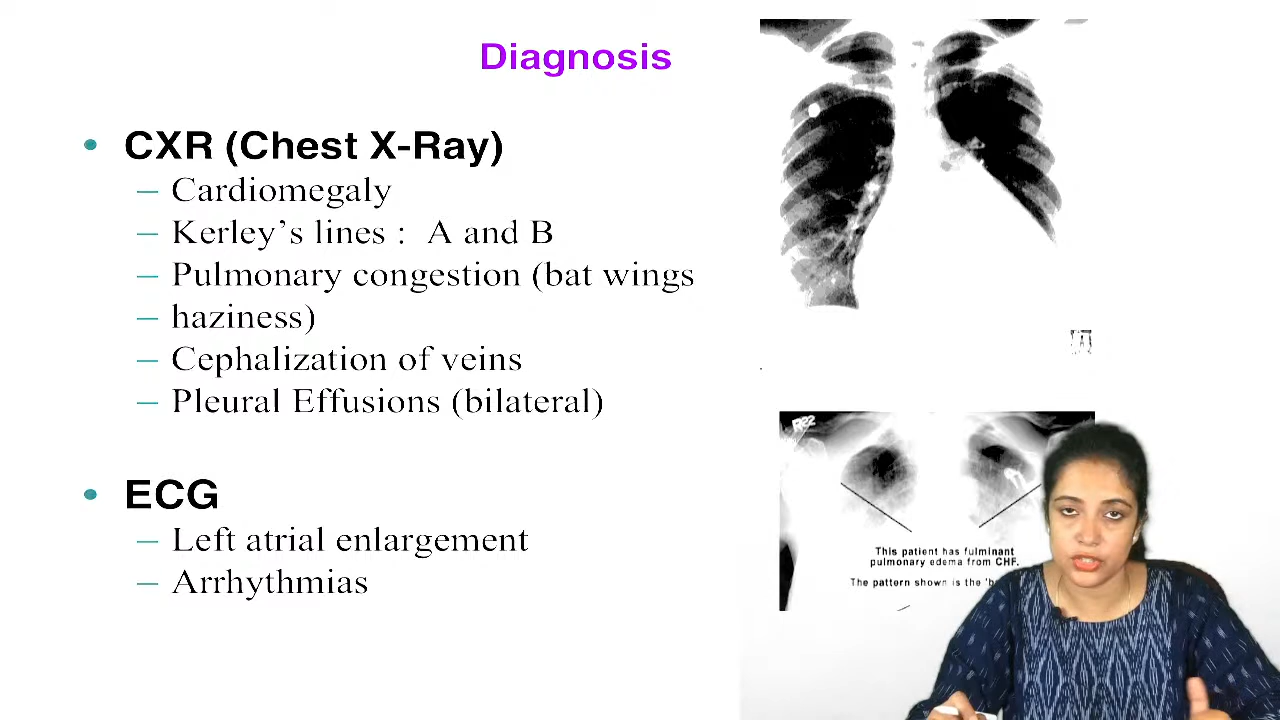 Diagnosis
• CXR (Chest X-Ray)
– Cardiomegaly
– Kerley’s lines : A and B
– Pulmonary congestion (bat wings
– haziness)
– Cephalization of veins
– Pleural Effusions (bilateral)
• ECG
– Left atrial enlargement
– Arrhythmias
R22
This patient has fulminant
pulmonary edema from CHF.
The pattern shown is the